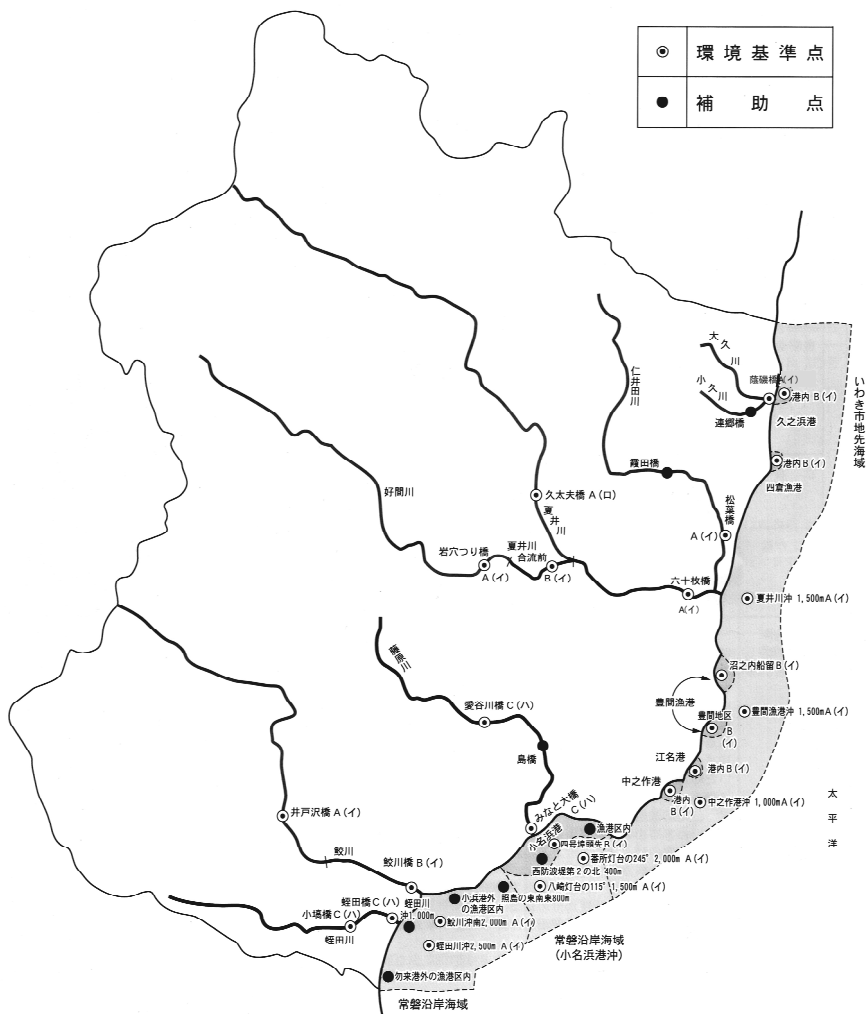 環境基準点
補助点
大久川
小久川
蔭磯橋A(イ)
港内 B(イ)
連郷橋
久之浜港
いわき市地先海域
仁井田川
港内B(イ)
四倉漁港
霞田橋
好間川
久太夫橋 A(ロ)
夏井川
松葉橋
A(イ)
岩穴つり橋
A(イ)
夏井川
合流前
B(イ)
六十枚橋
A(イ)
夏井川沖 1,500mA(イ)
藤原川
沼之内船留B(イ)
愛谷川橋 C(ハ)
豊間漁港
豊間地区
B
(イ)
豊間漁港沖 1,500mA(イ)
島橋
江名港
港内B(イ)
中之作港
港内
B(イ)
中之作港沖 1,000mA(イ)
太平洋
井戸沢橋 A(イ)
みなと大橋
C(ハ)
小名浜港
漁港区内
四号埠頭先B(イ)
番所灯台の245°2,000m A(イ)
西防波堤第2の北 400m
鮫川
鮫川橋 B(イ)
八崎灯台の115°1,500m A(イ)
小浜港外
の漁港区内
照島の東南東800m
蛭田橋C(ハ)
蛭田川
沖1,000m
小塙橋C(ハ)
蛭田川
鮫川沖南2,000m A(イ)
蛭田川沖2,500m A(イ)
常磐沿岸海域
(小名浜港沖)
勿来港外の漁港区内
常磐沿岸海域